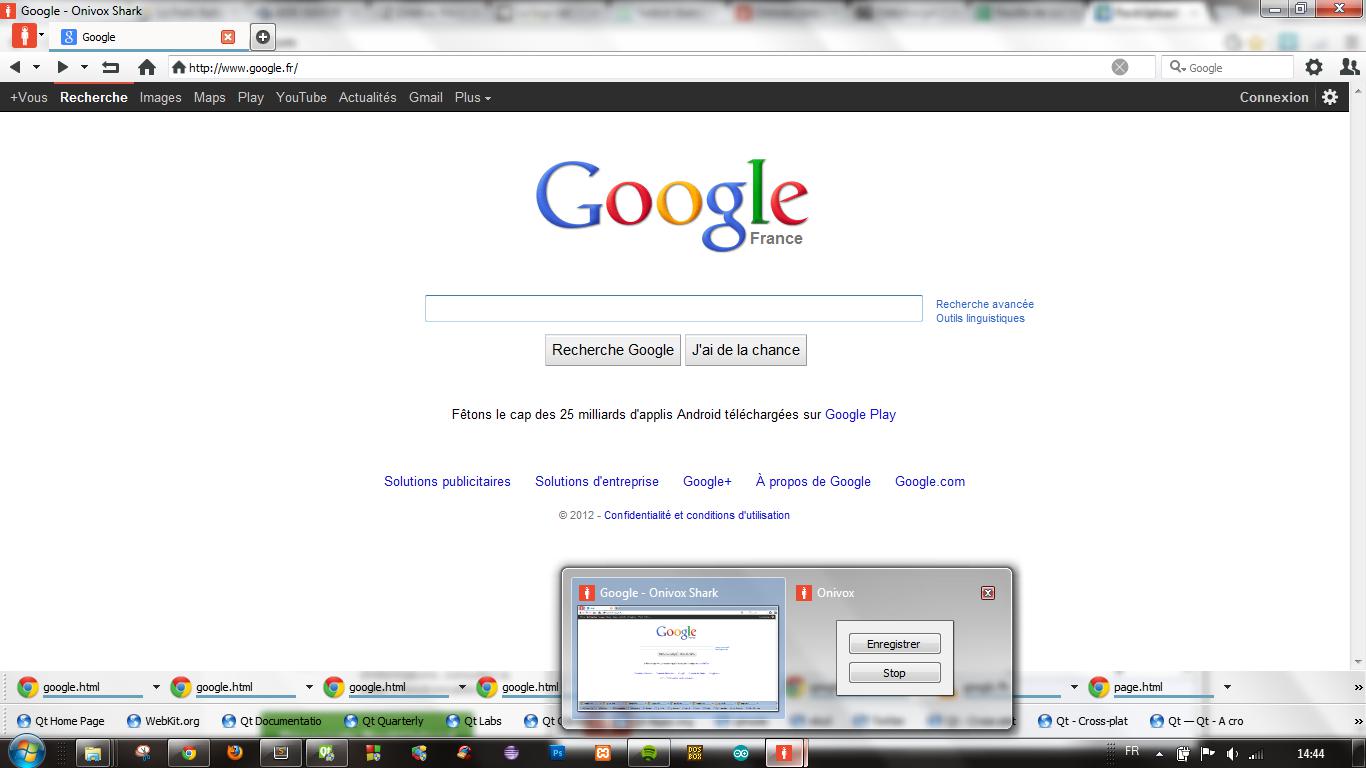 Google - Onivox Shark
Google
http://www.google.fr/
Google
+Vous Recherche Images Maps Play YouTube Actualités Gmail Plus
Connexion
Google
France
Recherche avancée
Outils linguistiques
Recherche Google J'ai de la chance
Fêtons le cap des 25 milliards d'applis Android téléchargées sur Google Play
Solutions publicitaires Solutions d'entreprise Google+ À propos de Google Google.com
© 2012 - Confidentialité et conditions d'utilisation
Google - Onivox Shark Onivox
Google
Enregistrer
Stop
google.html google.html google.html google.html page.html »
Qt Home Page WebKit.org Qt Documentatio Qt Quarterly Qt Labs Qt - Cross-plat Qt — Qt - A cro »
Ps
DOS
BOX
FR 14:44